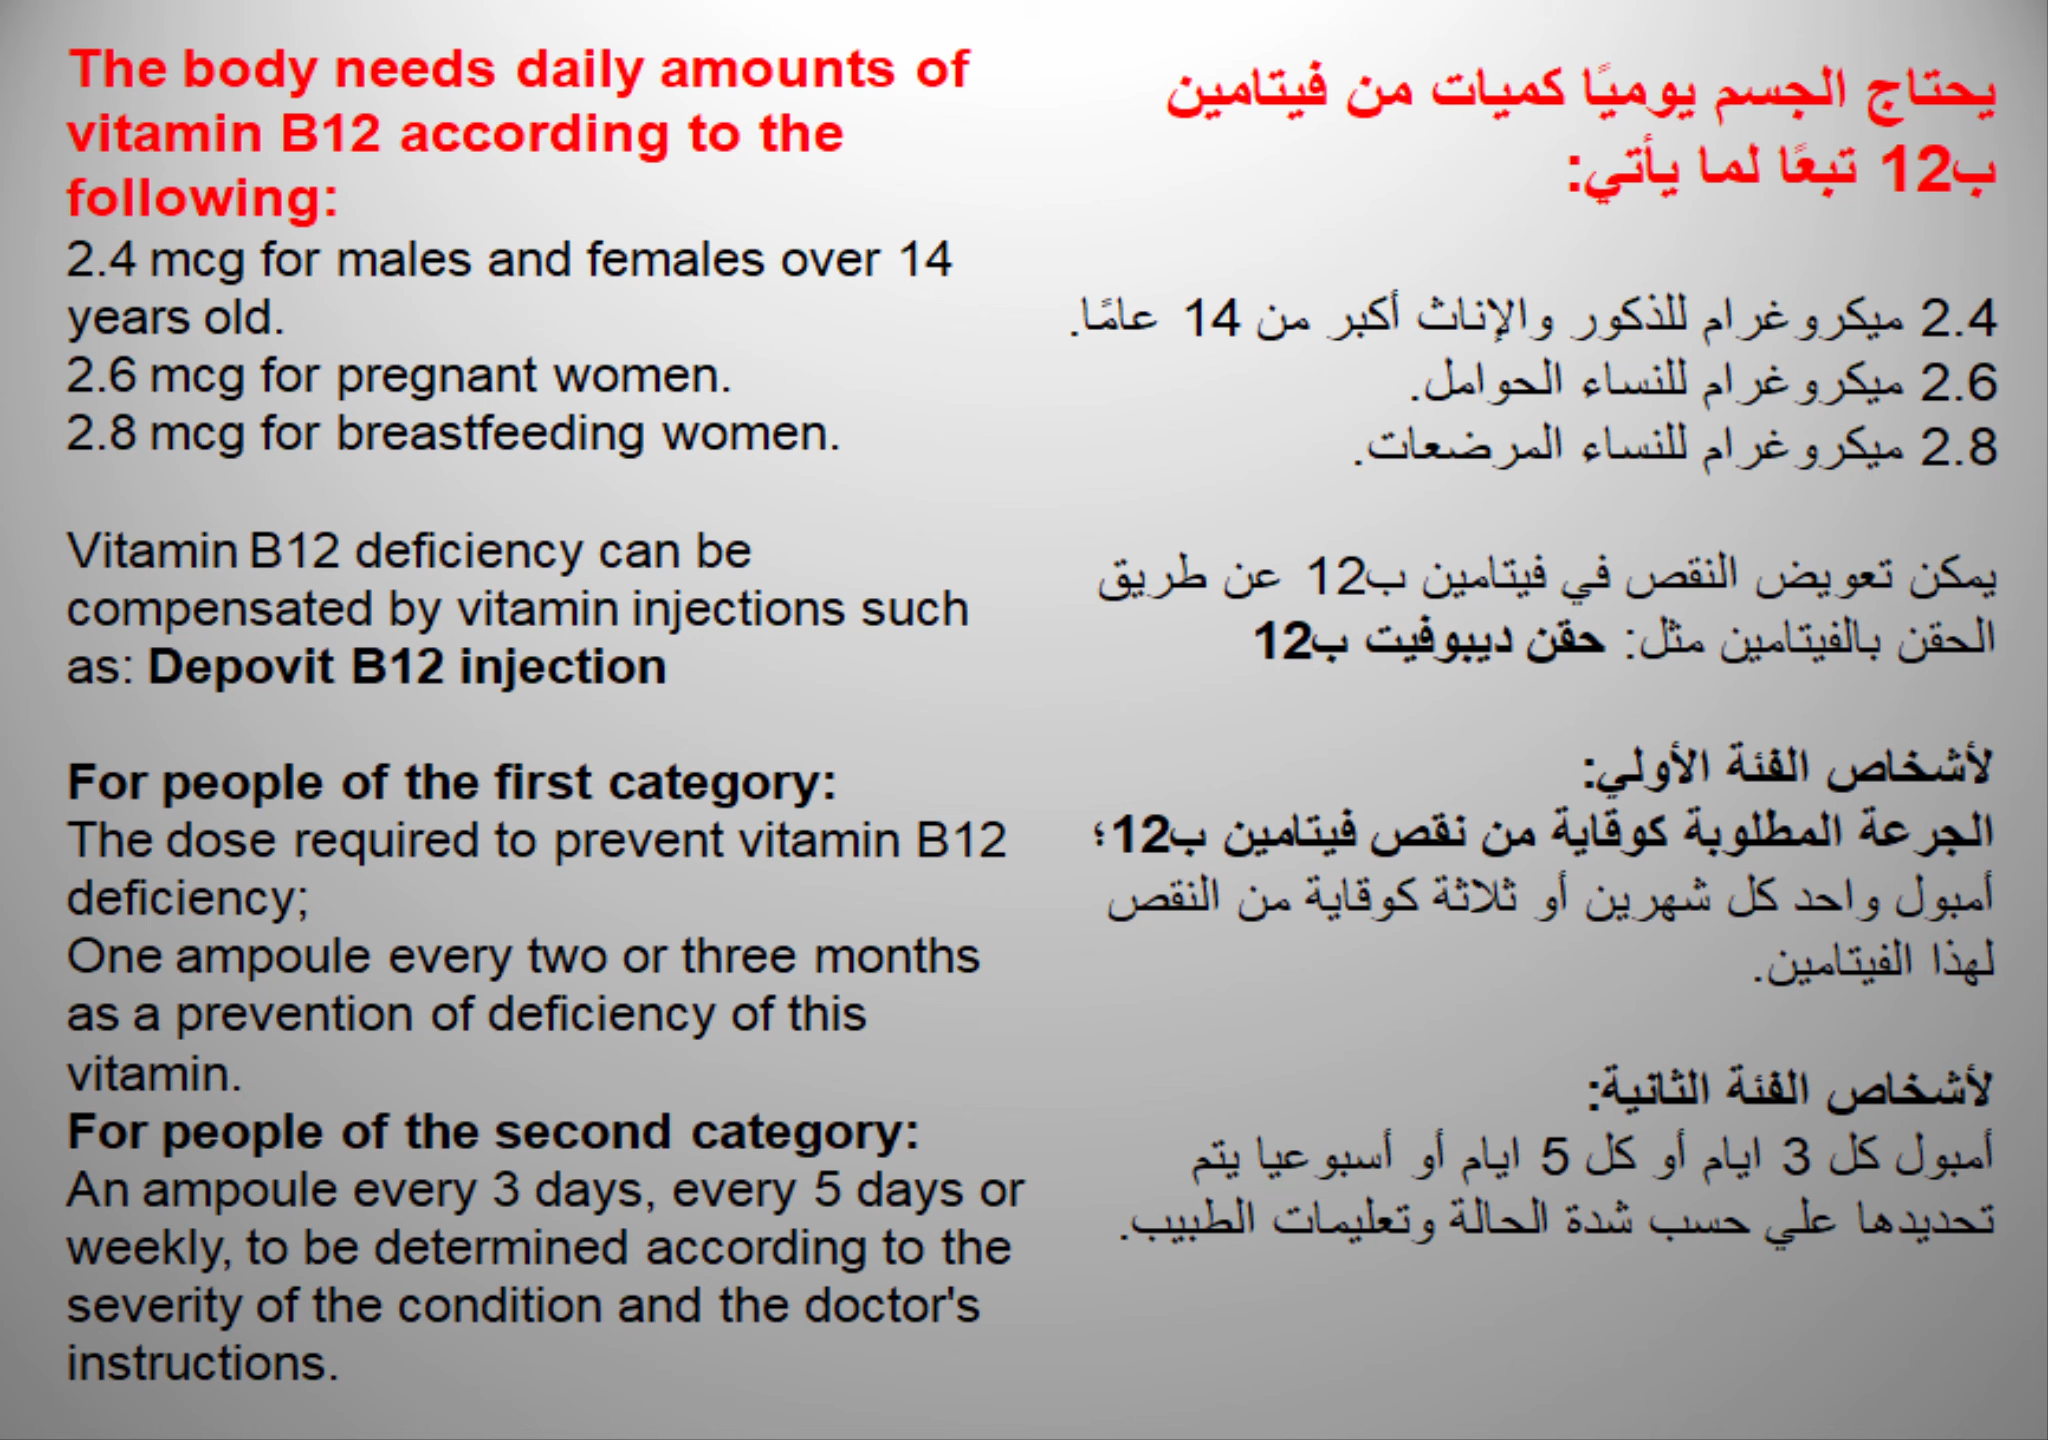 The body needs daily amounts of
vitamin B12 according to the
following:
2.4 mcg for males and females over 14
years old.
2.6 mcg for pregnant women.
2.8 mcg for breastfeeding women.
Vitamin B12 deficiency can be
compensated by vitamin injections such
as: Depovit B12 injection
For people of the first category:
The dose required to prevent vitamin B12
deficiency;
One ampoule every two or three months
as a prevention of deficiency of this
vitamin.
For people of the second category:
An ampoule every 3 days, every 5 days or
weekly, to be determined according to the
severity of the condition and the doctor's
instructions.
يحتاج الجسم يوميًا كميات من فيتامين
ب12 تبعًا لما يأتي:
2.4 ميكروغرام للذكور والإناث أكبر من 14 عامًا.
2.6 ميكروغرام للنساء الحوامل.
2.8 ميكروغرام للنساء المرضعات.
يمكن تعويض النقص في فيتامين ب12 عن طريق
الحقن بالفيتامين مثل: حقن ديبوفيت ب12
لأشخاص الفئة الأولي:
الجرعة المطلوبة كوقاية من نقص فيتامين ب12؛
أمبول واحد كل شهرين أو ثلاثة كوقاية من النقص
لهذا الفيتامين.
لأشخاص الفئة الثانية:
أمبول كل 3 ايام أو كل 5 ايام أو أسبوعيا يتم
تحديدها علي حسب شدة الحالة وتعليمات الطبيب.